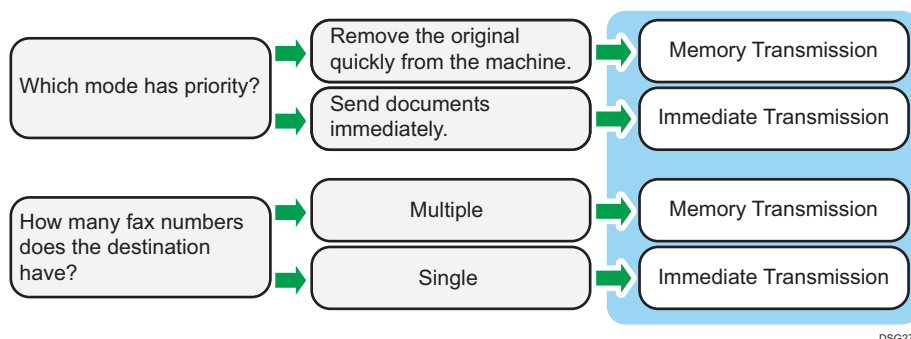 Which mode has priority?
Remove the original
quickly from the machine.
Memory Transmission
Send documents
immediately.
Immediate Transmission
How many fax numbers
does the destination
have?
Multiple
Memory Transmission
Single
Immediate Transmission